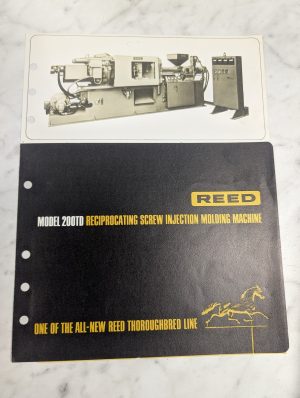 REED
MODEL 200TD RECIPROCATING SCREW INJECTION MOLDING MACHINE
ONE OF THE ALL-NEW REED THOROUGHBRED LINE